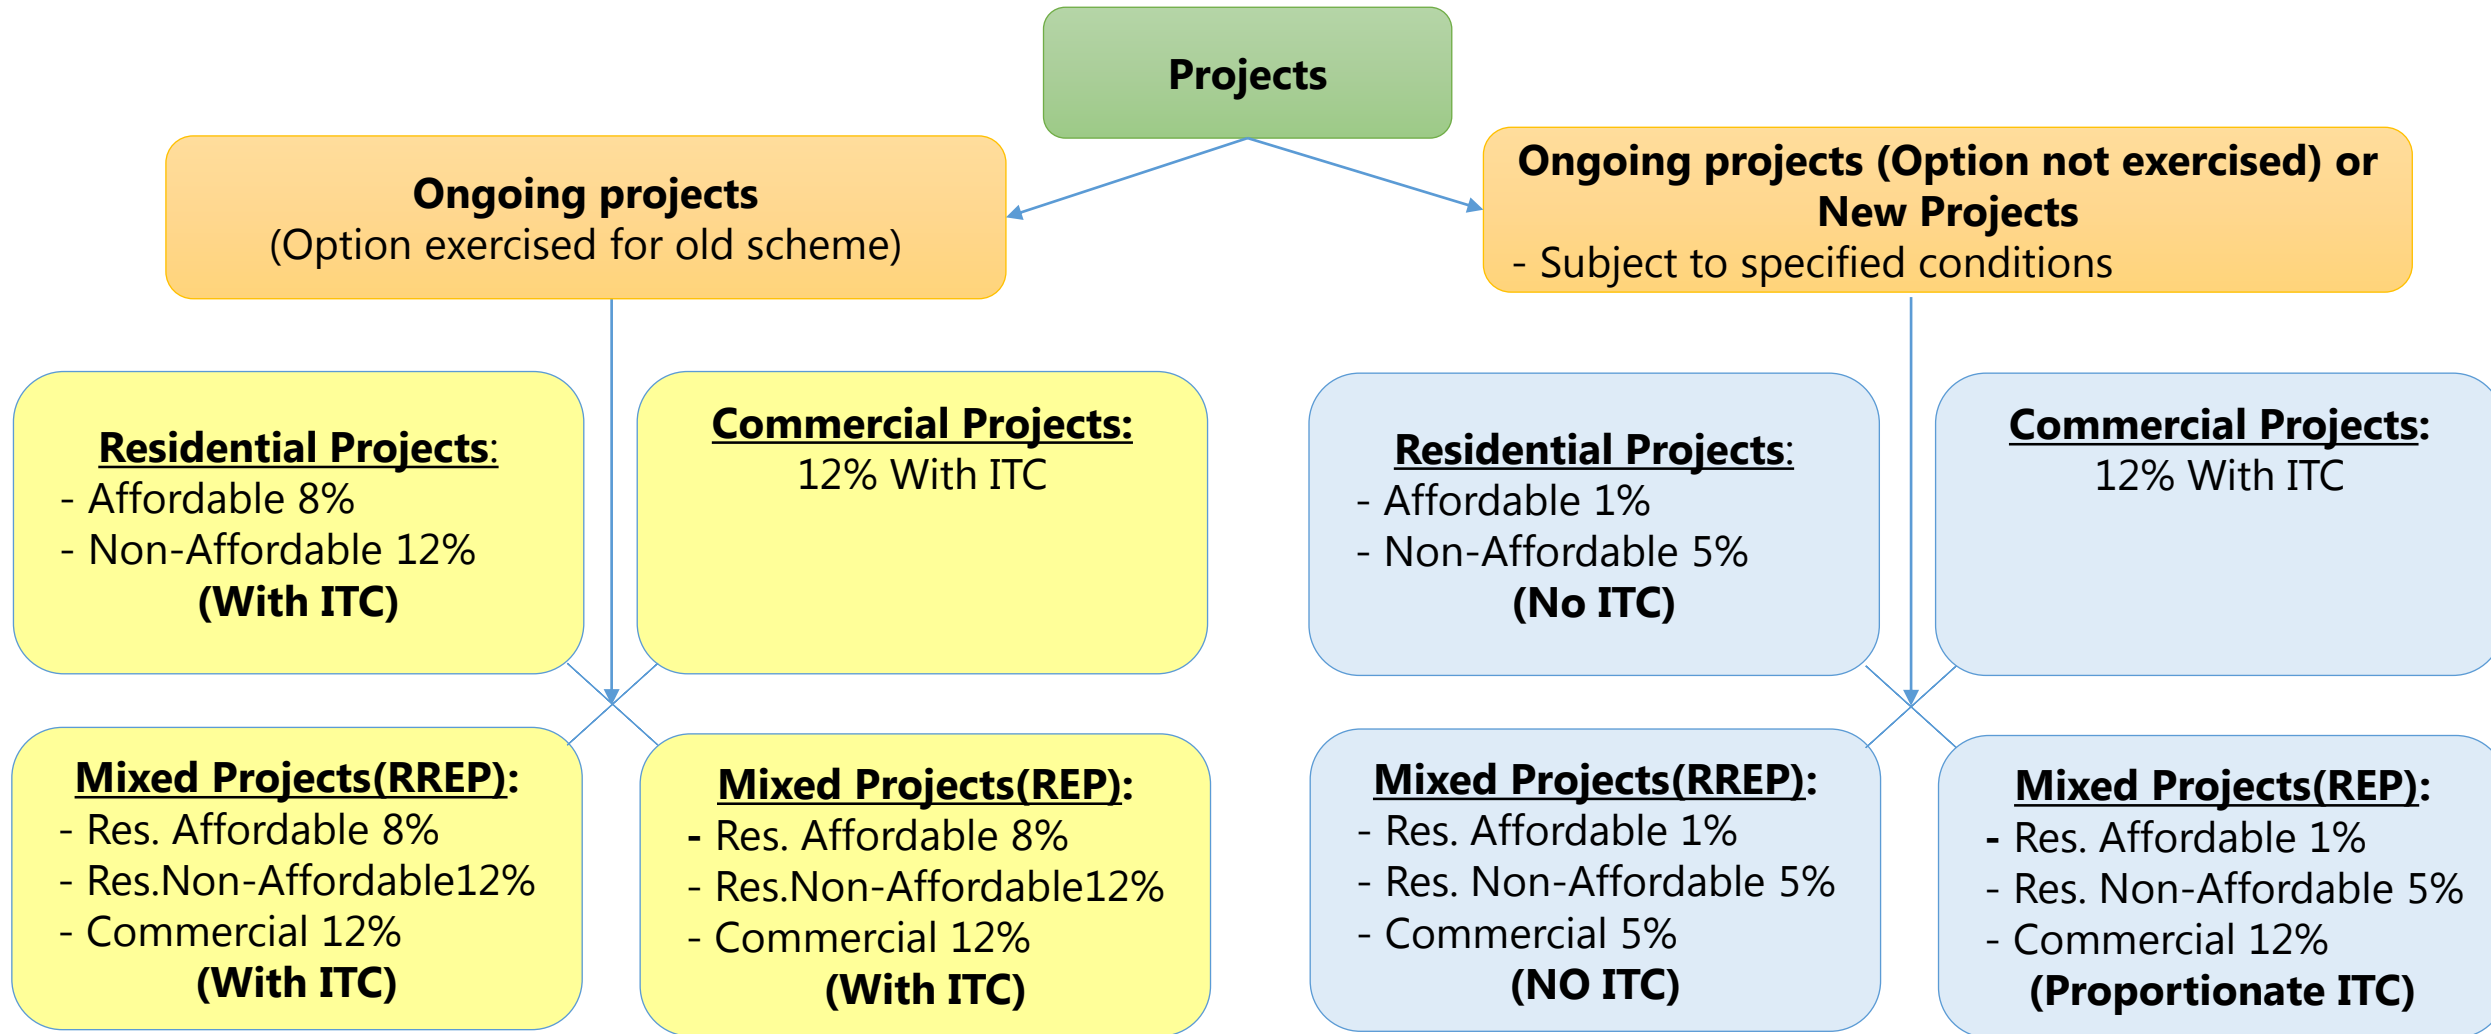 Projects
Ongoing projects
(Option exercised for old scheme)
Ongoing projects (Option not exercised) or
New Projects
- Subject to specified conditions
Residential Projects:
- Affordable 8%
- Non-Affordable 12%
(With ITC)
Commercial Projects:
12% With ITC
Residential Projects:
- Affordable 1%
- Non-Affordable 5%
(No ITC)
Commercial Projects:
12% With ITC
Mixed Projects(RREP):
- Res. Affordable 8%
- Res.Non-Affordable12%
- Commercial 12%
(With ITC)
Mixed Projects(REP):
- Res. Affordable 8%
- Res.Non-Affordable12%
- Commercial 12%
(With ITC)
Mixed Projects(RREP):
- Res. Affordable 1%
- Res. Non-Affordable 5%
- Commercial 5%
(NO ITC)
Mixed Projects(REP):
- Res. Affordable 1%
- Res. Non-Affordable 5%
- Commercial 12%
(Proportionate ITC)